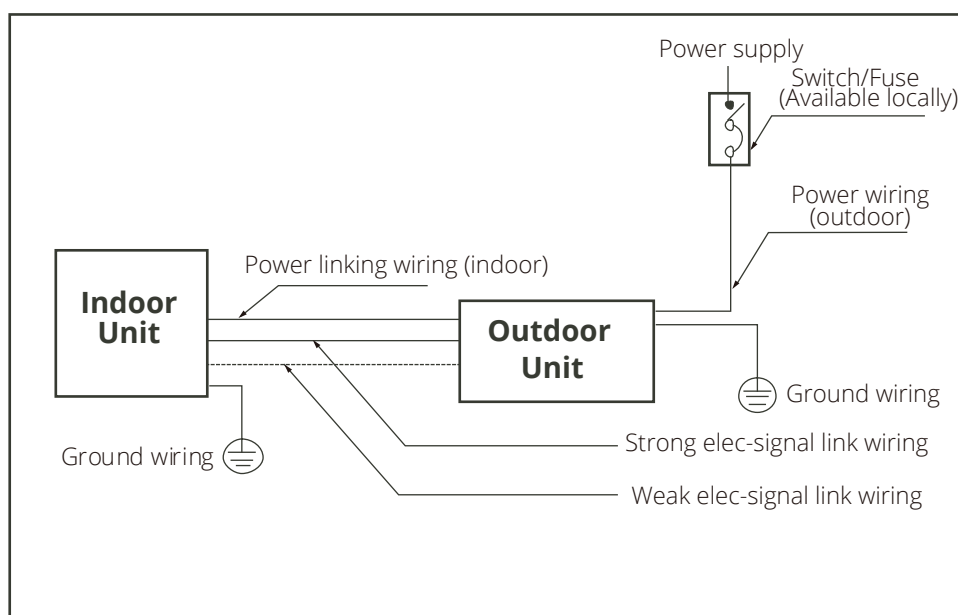 Power supply
Switch/Fuse
(Available locally)
Power wiring
(outdoor)
Power linking wiring (indoor)
Indoor
Unit
Outdoor
Unit
Ground wiring
Ground wiring
Strong elec-signal link wiring
Weak elec-signal link wiring